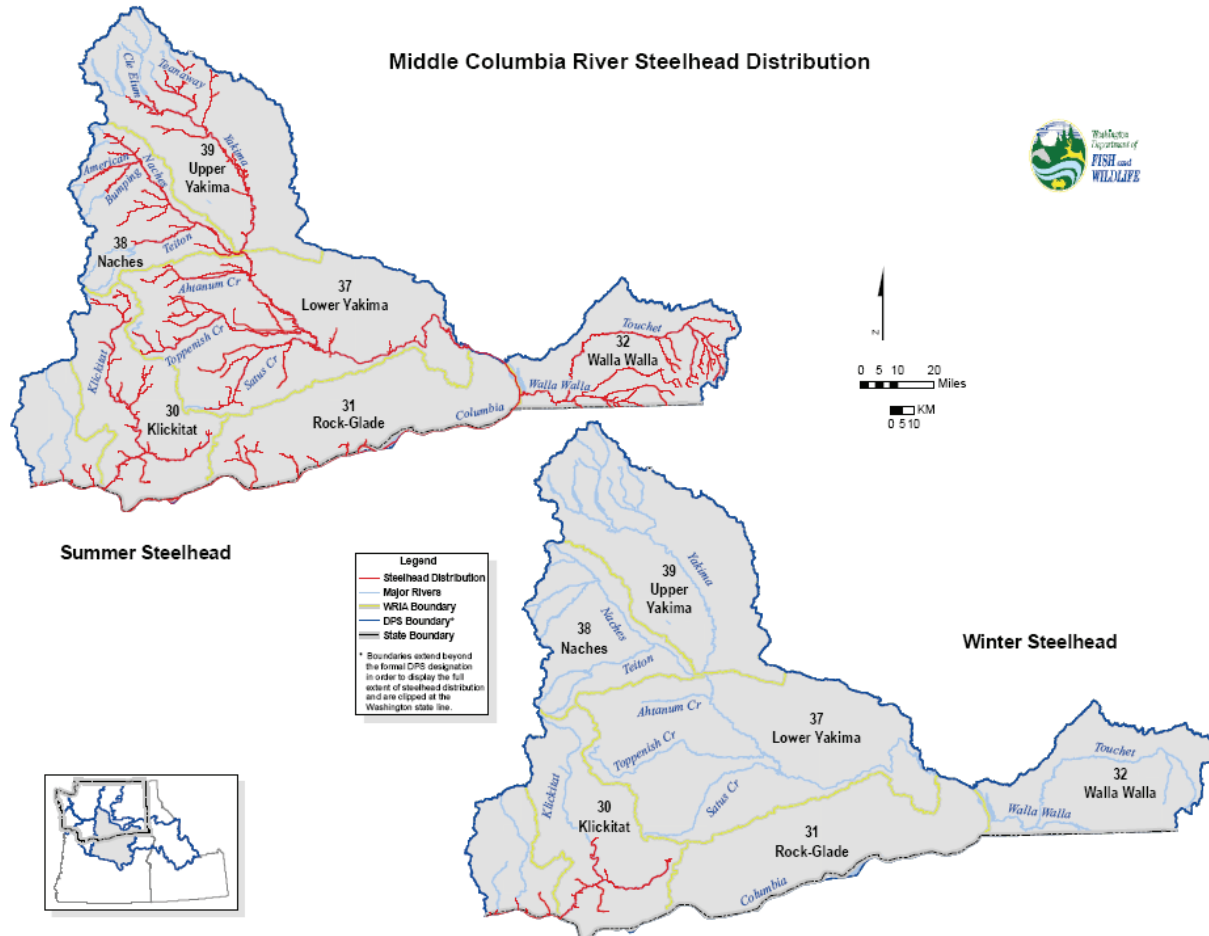 Middle Columbia River Steelhead Distribution
Washington
Department of
FISH and
WILDLIFE
Cle Elum
Teanaway
39
Upper
Yakima
Yakima
American
Bumping
Naches
38
Naches
Teiton
Ahtanum Cr
37
Lower Yakima
Toppenish Cr
Satus Cr
Klickitat
30
Klickitat
31
Rock-Glade
Columbia
Walla Walla
32
Walla Walla
Touchet
N
0 5 10 20
Miles
KM
0 5 10
Summer Steelhead
Legend
Steelhead Distribution
Major Rivers
WRIA Boundary
DPS Boundary*
State Boundary
* Boundaries extend beyond
the formal DPS designation
in order to display the full
extent of steelhead distribution
and are clipped at the
Washington state line.
Winter Steelhead
39
Upper
Yakima
Yakima
Naches
38
Naches
Teiton
Ahtanum Cr
37
Lower Yakima
Toppenish Cr
Satus Cr
Klickitat
30
Klickitat
31
Rock-Glade
Columbia
Walla Walla
32
Walla Walla
Touchet